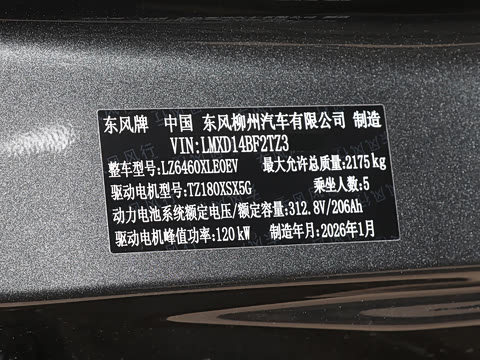 东风牌 中国 东风柳州汽车有限公司 制造
VIN:LMXD14BF2TZ3
整车型号:LZ6460XLE0EV 最大允许总质量:2175kg
驱动电机型号:TZ180XSX5G 乘坐人数:5
动力电池系统额定电压/额定容量:312.8V/206Ah
驱动电机峰值功率:120kW 制造年月:2026年1月